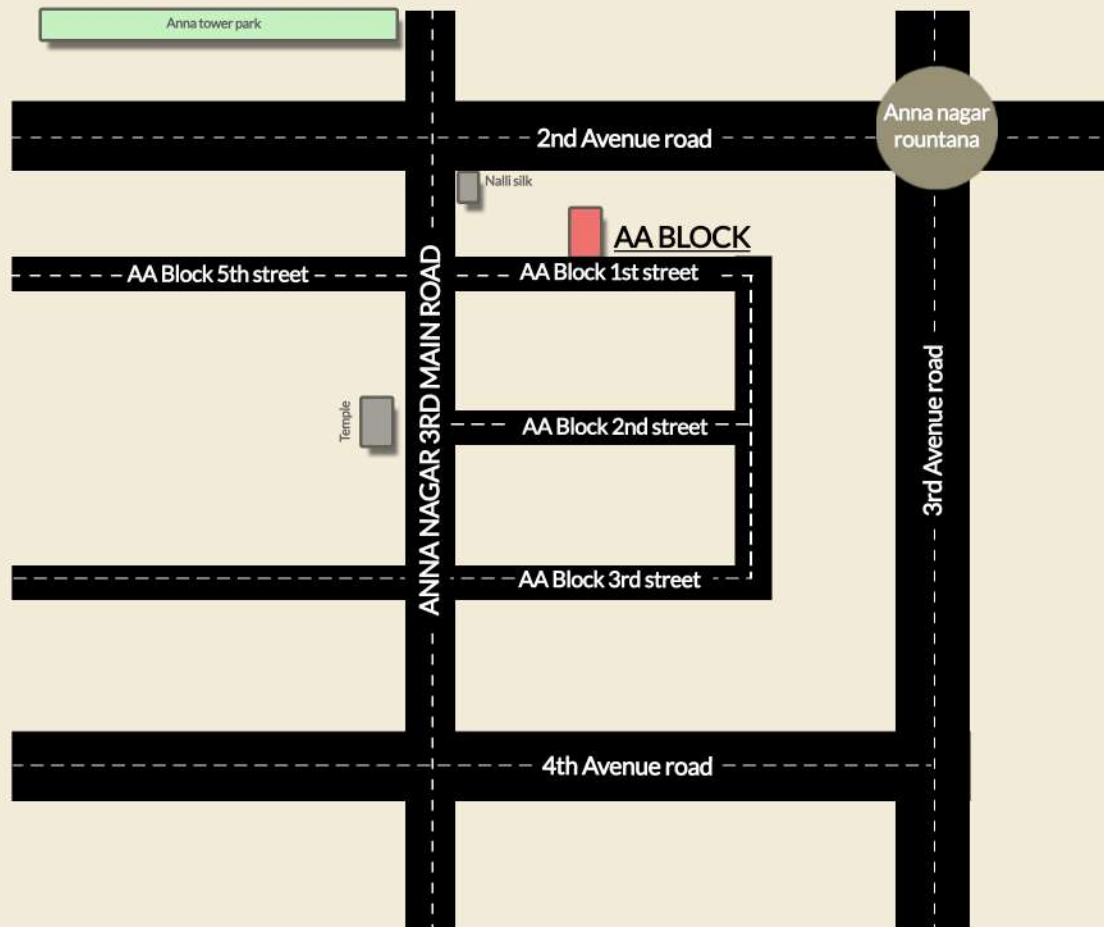 Anna tower park
Anna nagar
rountana
2nd Avenue road
Nalli silk
AA BLOCK
AA Block 5th street
AA Block 1st street
ANNA NAGAR 3RD MAIN ROAD
3rd Avenue road
Temple
AA Block 2nd street
AA Block 3rd street
4th Avenue road